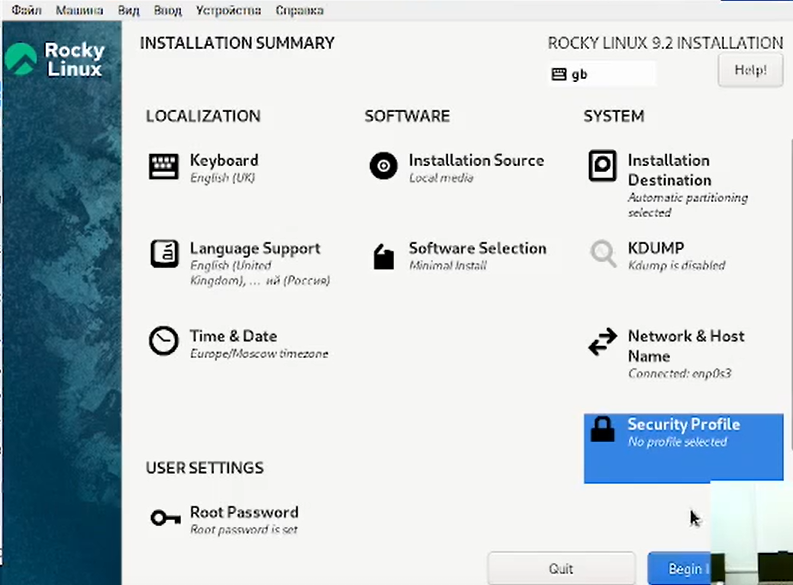 Файл Машина Вид Ввод Устройства Справка
Rocky
Linux
INSTALLATION SUMMARY
ROCKY LINUX 9.2 INSTALLATION
gb
Help!
LOCALIZATION
SOFTWARE
SYSTEM
Keyboard
English (UK)
Installation Source
Local media
Installation
Destination
Automatic partitioning
selected
Language Support
English (United
Kingdom), ... ий (Россия)
Software Selection
Minimal Install
KDUMP
Kdump is disabled
Time & Date
Europe/Moscow timezone
Network & Host
Name
Connected: enp0s3
Security Profile
No profile selected
USER SETTINGS
Root Password
Root password is set
Quit
Begin I